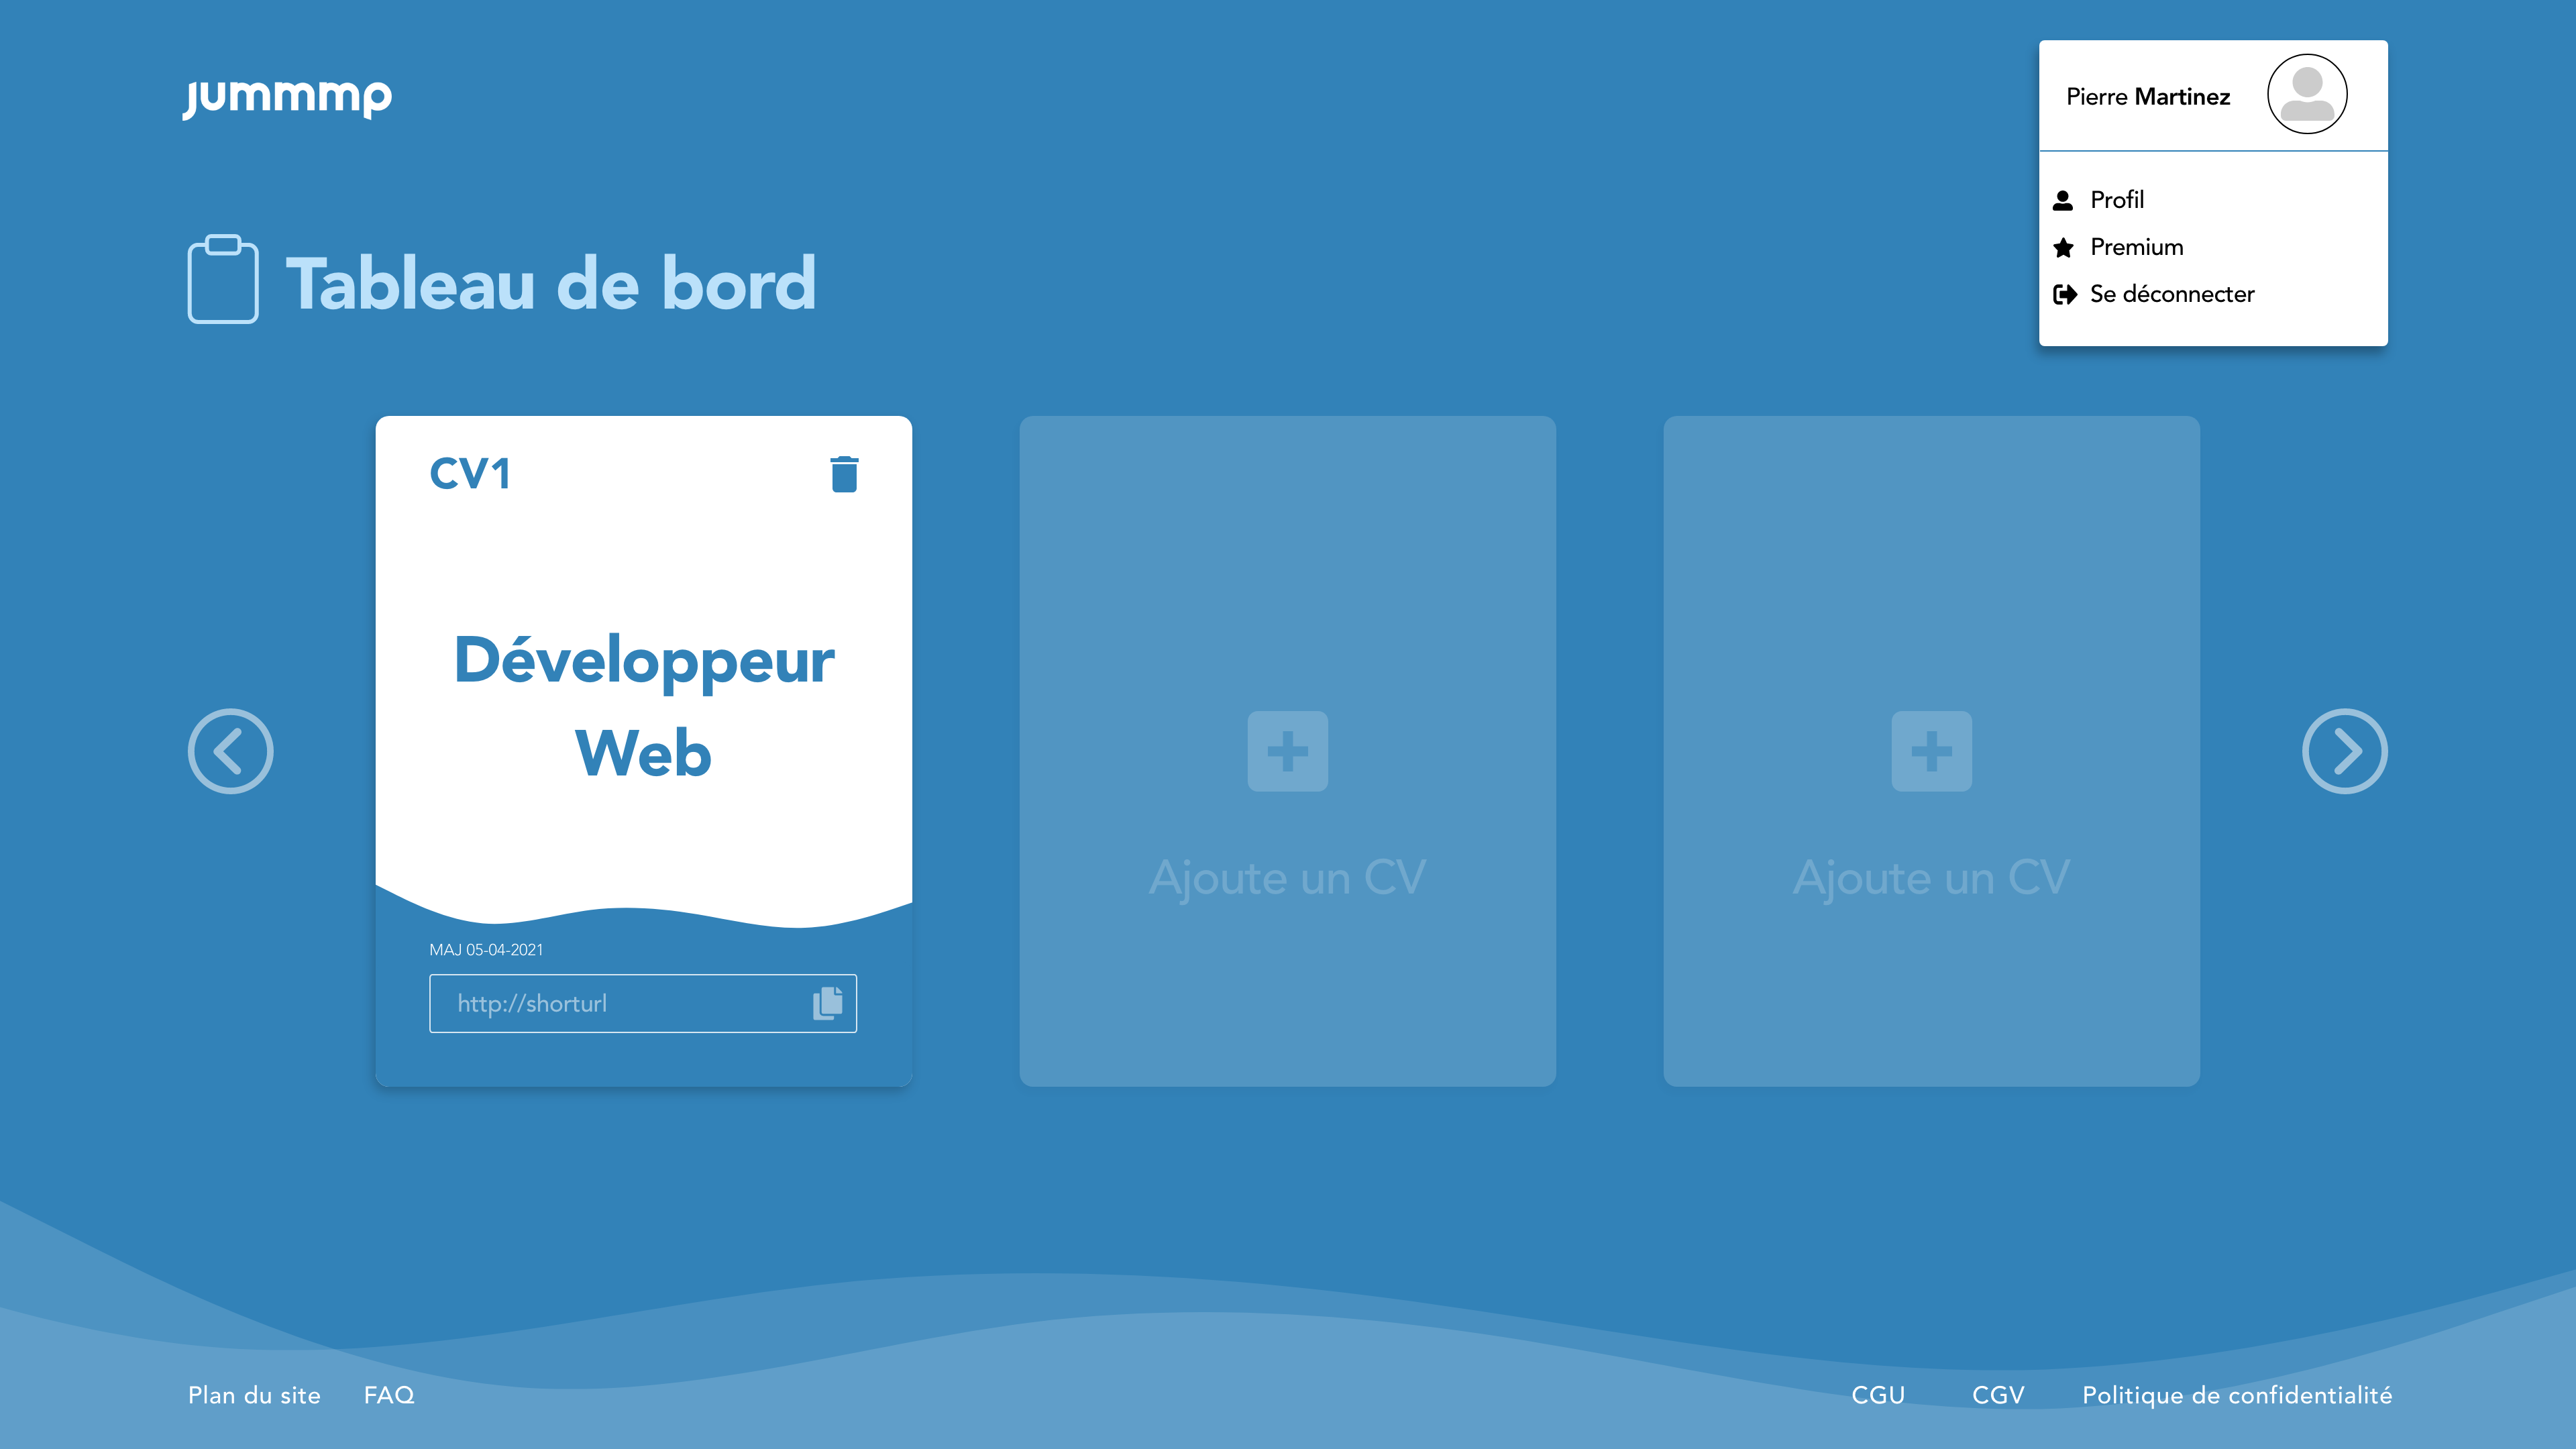 jummmp
Pierre Martinez
Profil
Premium
Se déconnecter
Tableau de bord
CV1
Développeur
Web
MAJ 05-04-2021
http://shorturl
Ajoute un CV
Ajoute un CV
Plan du site
FAQ
CGU
CGV
Politique de confidentialité